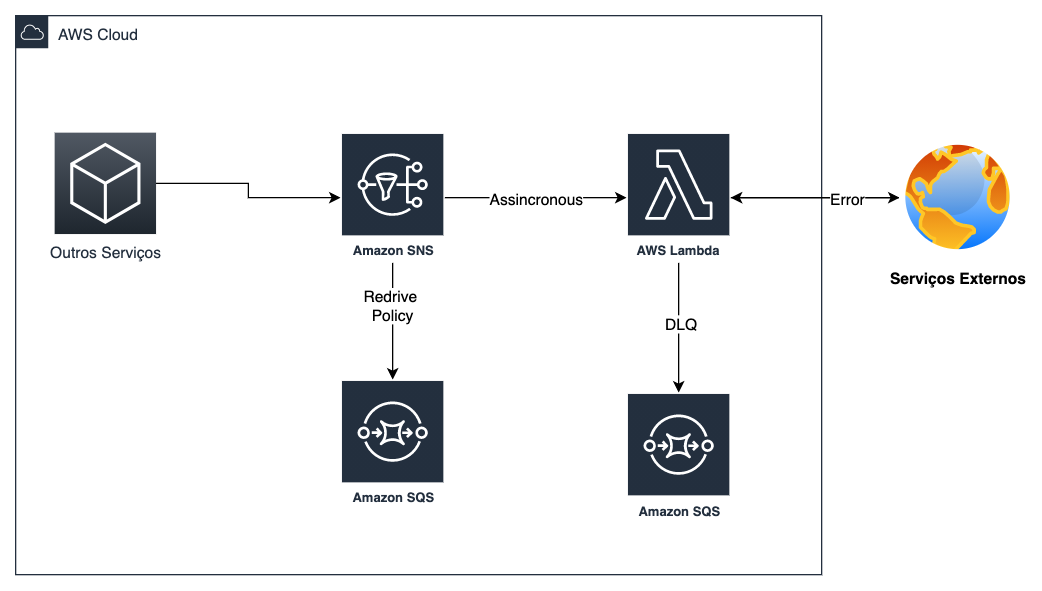 AWS Cloud
Outros Serviços
Amazon SNS
Assincronous
AWS Lambda
Error
Serviços Externos
Redrive
Policy
DLQ
Amazon SQS
Amazon SQS